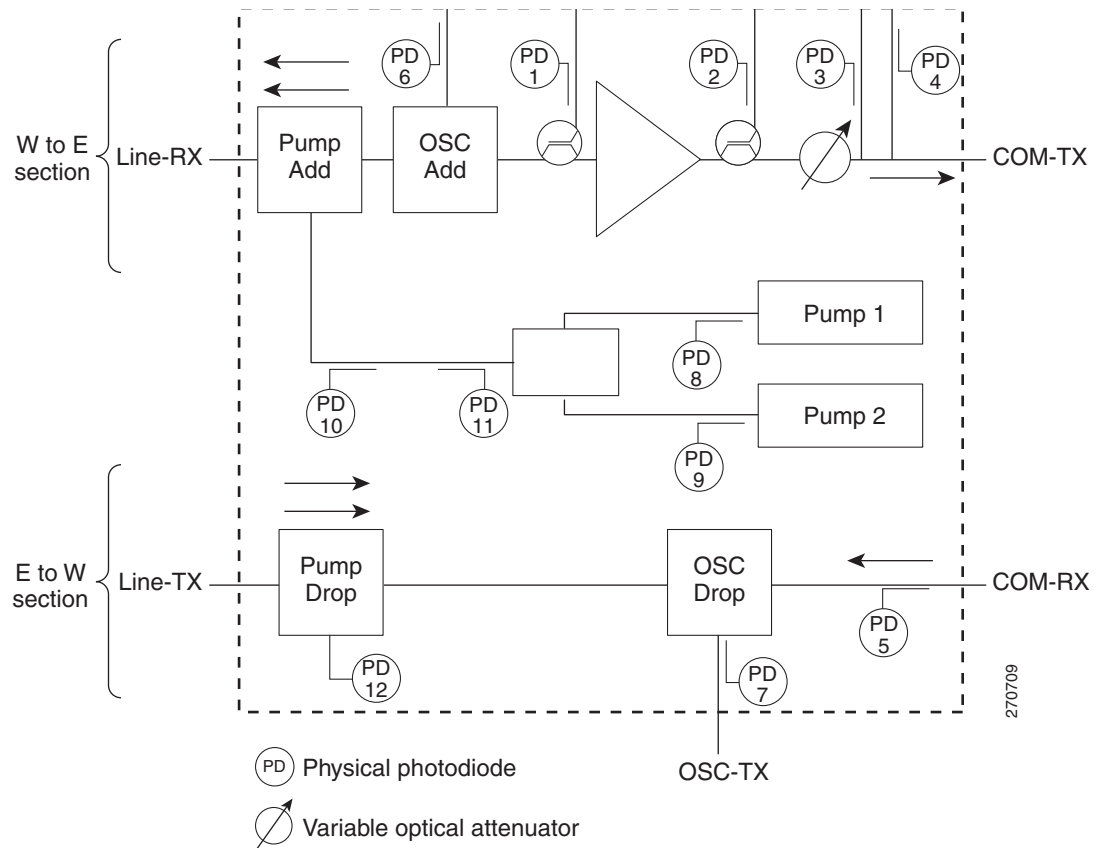 PD
6
PD
1
PD
2
PD
3
PD
4
W to E
section
Line-RX
Pump
Add
OSC
Add
COM-TX
Pump 1
PD
8
PD
10
PD
11
Pump 2
PD
9
E to W
section
Line-TX
Pump
Drop
OSC
Drop
COM-RX
PD
5
PD
12
PD
7
270709
OSC-TX
PD Physical photodiode
Variable optical attenuator